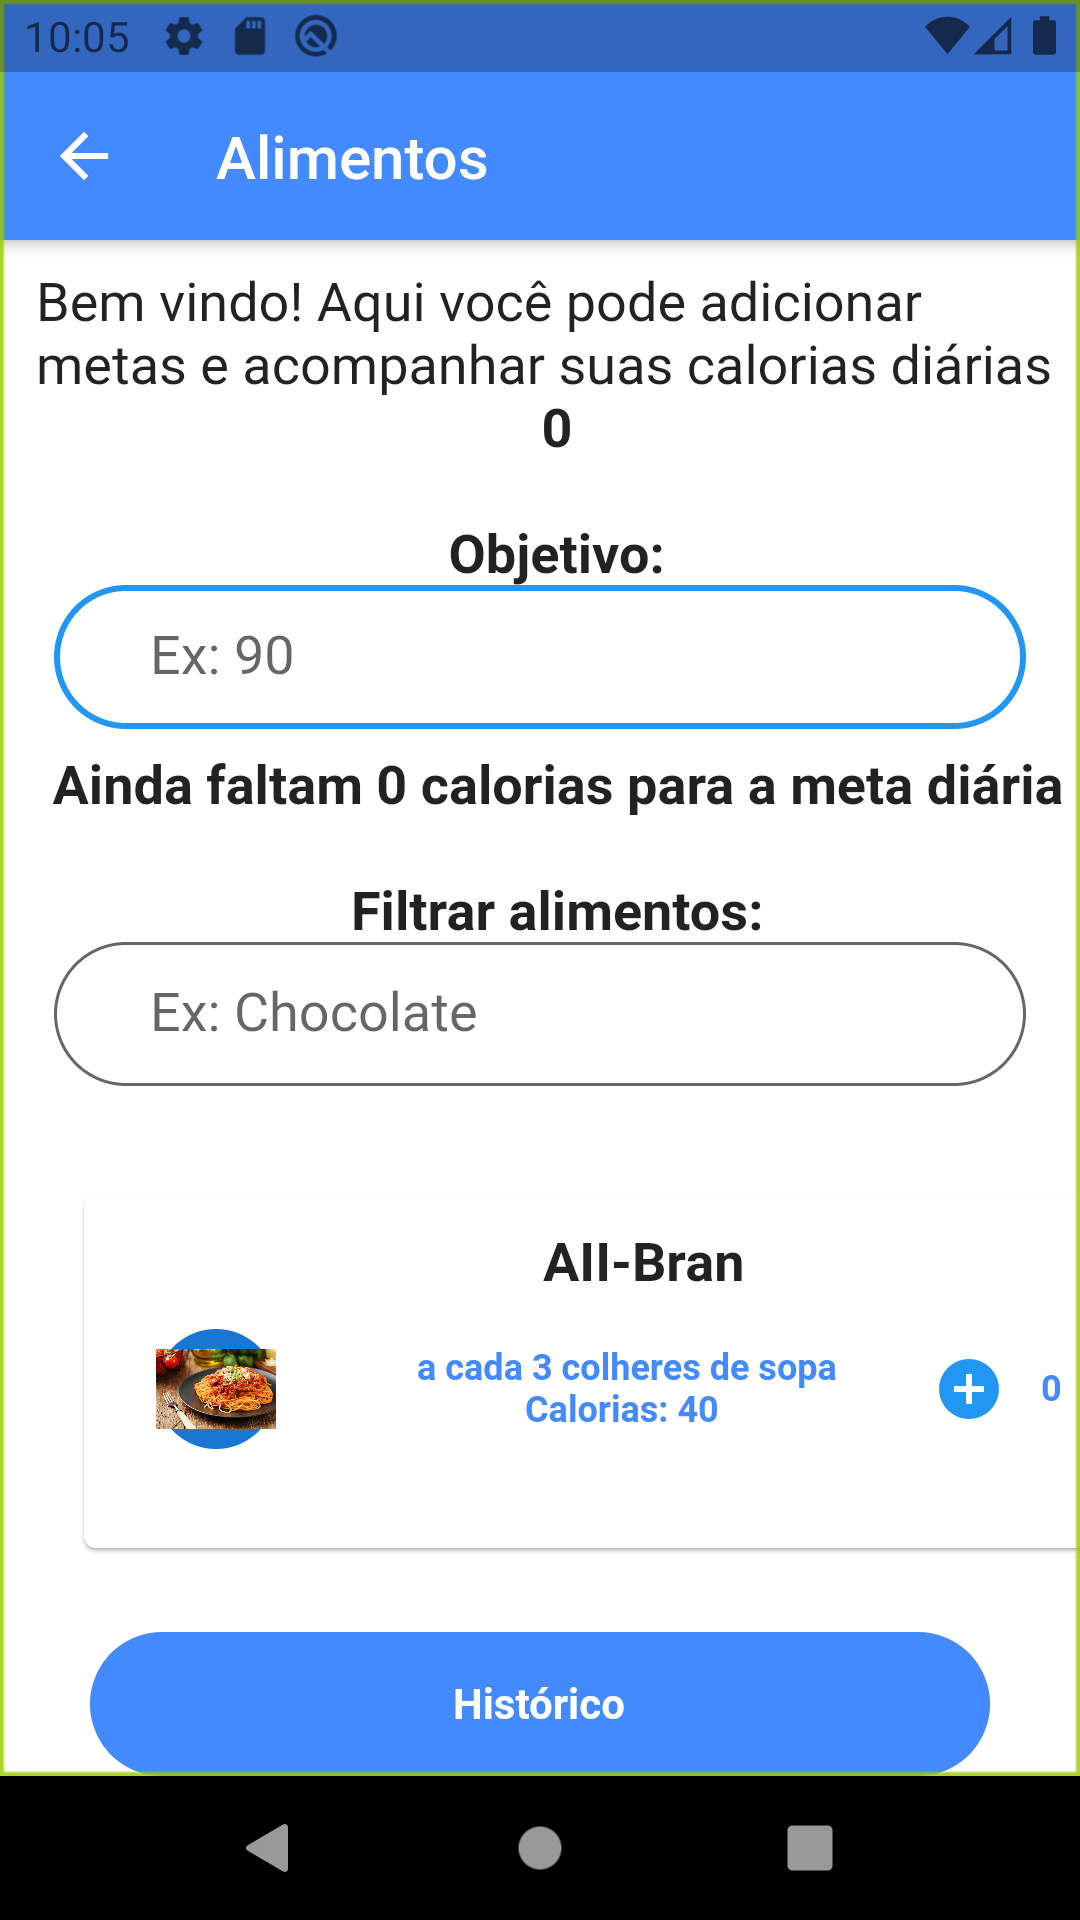 10:05
Alimentos
Bem vindo! Aqui você pode adicionar
metas e acompanhar suas calorias diárias
0
Objetivo:
Ex: 90
Ainda faltam 0 calorias para a meta diária
Filtrar alimentos:
Ex: Chocolate
All-Bran
a cada 3 colheres de sopa
Calorias: 40
0
Histórico